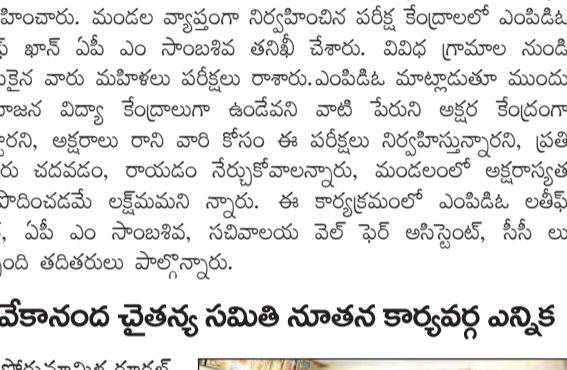 హించారు. మండల వ్యాప్తంగా నిర్వహించిన పరీక్ష కేంద్రాలలో ఎంపిడిఓ
ఖాన్ ఏపీ ఎం సాంబశివ తనిఖీ చేశారు. వివిధ గ్రామాల నుండి
కైన వారు మహిళలు పరీక్షలు రాశారు.ఎంపిడిఓ మాట్లాడుతూ ముందు
జన విద్యా కేంద్రాలుగా ఉండేవని వాటి పేరుని అక్షర కేంద్రంగా
రని, అక్షరాలు రాని వారి కోసం ఈ పరీక్షలు నిర్వహిస్తున్నారని, ప్రతి
రు చదవడం, రాయడం నేర్చుకోవాలన్నారు, మండలంలో అక్షరాస్యత
పొదించడమే లక్ష్మమని న్నారు. ఈ కార్యక్రమంలో ఎంపిడిఓ లతీఫ్
, ఏపీ ఎం సాంబశివ, సచివాలయ వెల్ ఫెర్ అసిస్టెంట్, సీసీ లు
ంది తదితరులు పాల్గొన్నారు.
వేకానంద చైతన్య సమితి నూతన కార్యవర్గ ఎన్నిక